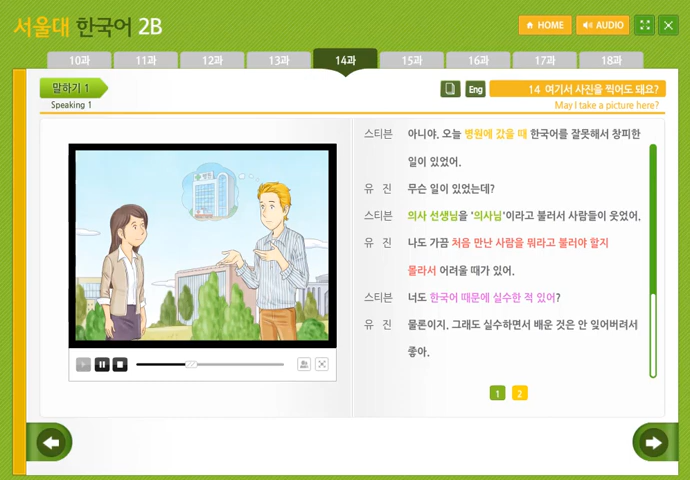 서울대 한국어 2B
HOME
AUDIO
10과
11과
12과
13과
14과
15과
16과
17과
18과
말하기 1
Speaking 1
Eng
14 여기서 사진을 찍어도 돼요?
May I take a picture here?
병원
스티븐 아니야. 오늘 병원에 갔을 때 한국어를 잘못해서 창피한
일이 있었어.
유 진 무슨 일이 있었는데?
스티븐 의사 선생님을 '의사님'이라고 불러서 사람들이 웃었어.
유 진 나도 가끔 처음 만난 사람을 뭐라고 불러야 할지
몰라서 어려울 때가 있어.
스티븐 너도 한국어 때문에 실수한 적 있어?
유 진 물론이지. 그래도 실수하면서 배운 것은 안 잊어버려서
좋아.
1 2